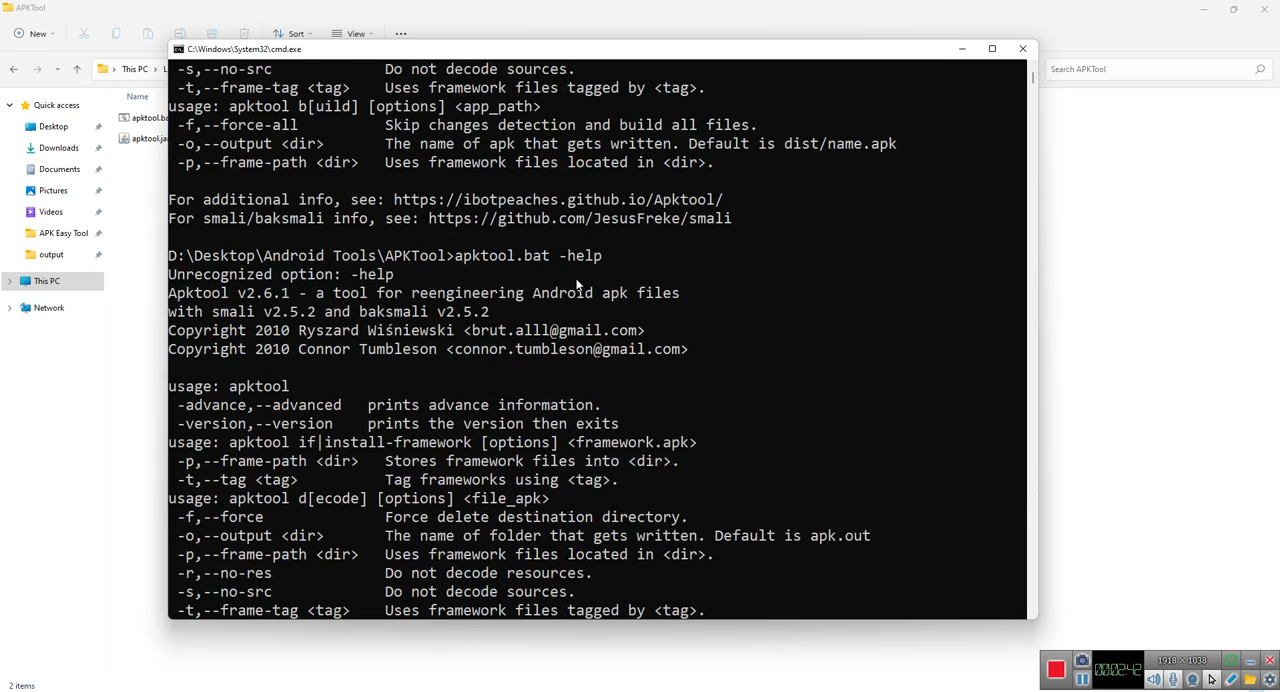 APKTool
New
Sort
View
This PC
Search APKTool
Quick access
Desktop
Downloads
Documents
Pictures
Videos
APK Easy Tool
output
This PC
Network
Name
apktool.ba
apktool.ja
C:\Windows\System32\cmd.exe
-s,--no-src Do not decode sources.
-t,--frame-tag <tag> Uses framework files tagged by <tag>.
usage: apktool b[uild] [options] <app_path>
-f,--force-all Skip changes detection and build all files.
-o,--output <dir> The name of apk that gets written. Default is dist/name.apk
-p,--frame-path <dir> Uses framework files located in <dir>.
For additional info, see: https://ibotpeaches.github.io/Apktool/
For smali/baksmali info, see: https://github.com/JesusFreke/smali
D:\Desktop\Android Tools\APKTool>apktool.bat -help
Unrecognized option: -help
Apktool v2.6.1 - a tool for reengineering Android apk files
with smali v2.5.2 and baksmali v2.5.2
Copyright 2010 Ryszard Wiśniewski <brut.alll@gmail.com>
Copyright 2010 Connor Tumbleson <connor.tumbleson@gmail.com>
usage: apktool
-advance,--advanced prints advance information.
-version,--version prints the version then exits
usage: apktool if|install-framework [options] <framework.apk>
-p,--frame-path <dir> Stores framework files into <dir>.
-t,--tag <tag> Tag frameworks using <tag>.
usage: apktool d[ecode] [options] <file_apk>
-f,--force Force delete destination directory.
-o,--output <dir> The name of folder that gets written. Default is apk.out
-p,--frame-path <dir> Uses framework files located in <dir>.
-r,--no-res Do not decode resources.
-s,--no-src Do not decode sources.
-t,--frame-tag <tag> Uses framework files tagged by <tag>.
2 items
00:02:42
1918 × 1038